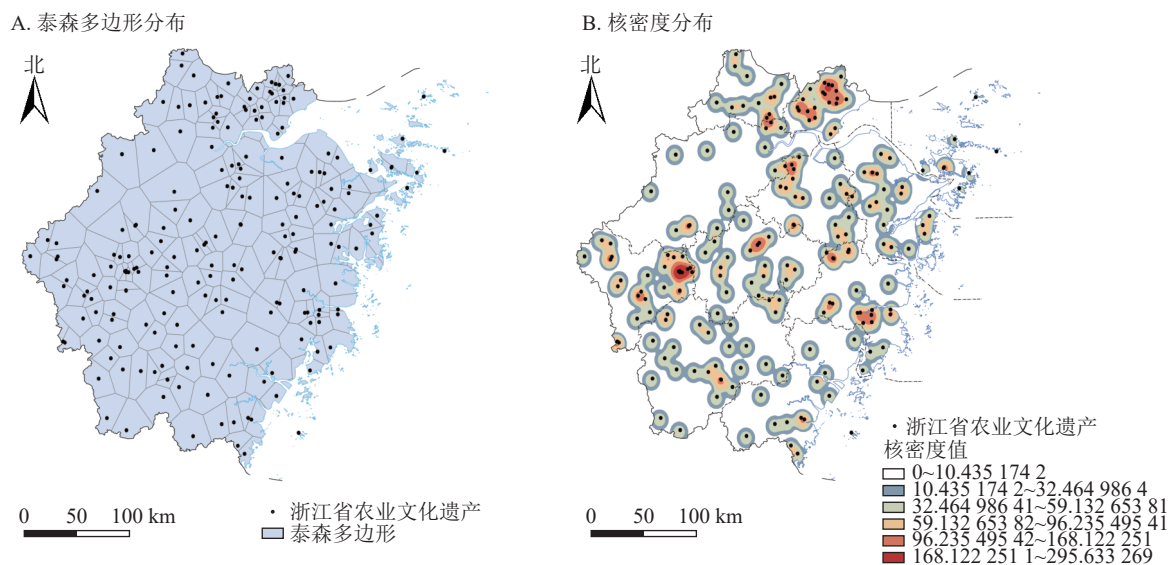 A. 泰森多边形分布
北
浙江省农业文化遗产
泰森多边形
0 50 100 km
B. 核密度分布
北
浙江省农业文化遗产
核密度值
0~10.435 174 2
10.435 174 2~32.464 986 4
32.464 986 41~59.132 653 81
59.132 653 82~96.235 495 41
96.235 495 42~168.122 251
168.122 251 1~295.633 269
0 50 100 km